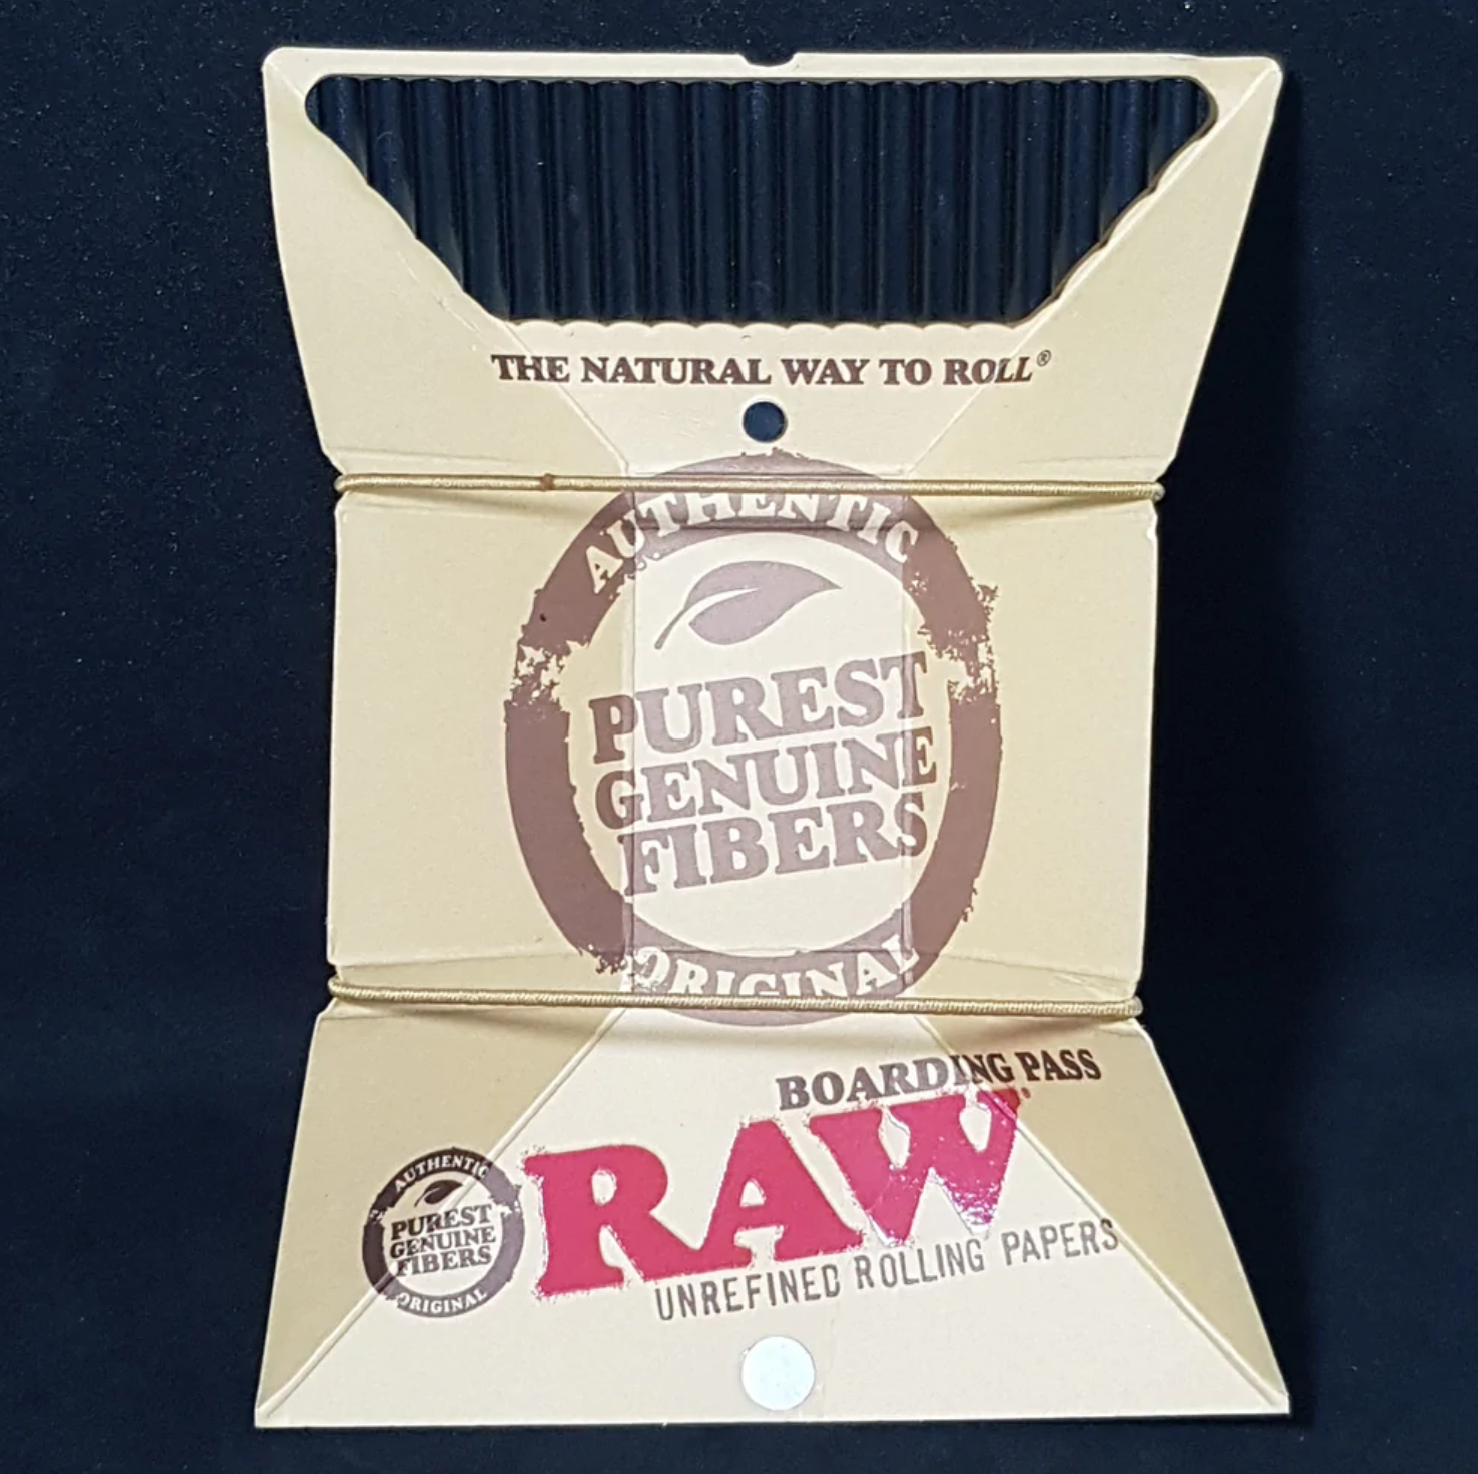 THE NATURAL WAY TO ROLL®
AUTHENTIC
PUREST
GENUINE
FIBERS
ORIGINAL
BOARDING PASS
RAW®
UNREFINED ROLLING PAPERS
AUTHENTIC
PUREST
GENUINE
FIBERS
ORIGINAL